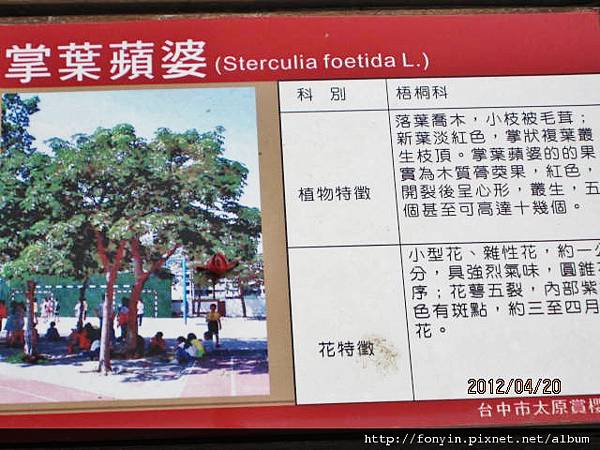 掌葉蘋婆(Sterculia foetida L.)
科 別
梧桐科
植物特徵
落葉喬木，小枝被毛茸；
新葉淡紅色，掌狀複葉叢
生枝頂。掌葉蘋婆的的果
實為木質蓇葖果，紅色，
開裂後呈心形，叢生，五
個甚至可高達十幾個。
花特徵
小型花、雜性花，約一公
分，具強烈氣味，圓錐花
序；花萼五裂，內部紫
色有斑點，約三至四月
花。
2012/04/20
台中市太原賞櫻
http://fonyin.pixnet.net/album